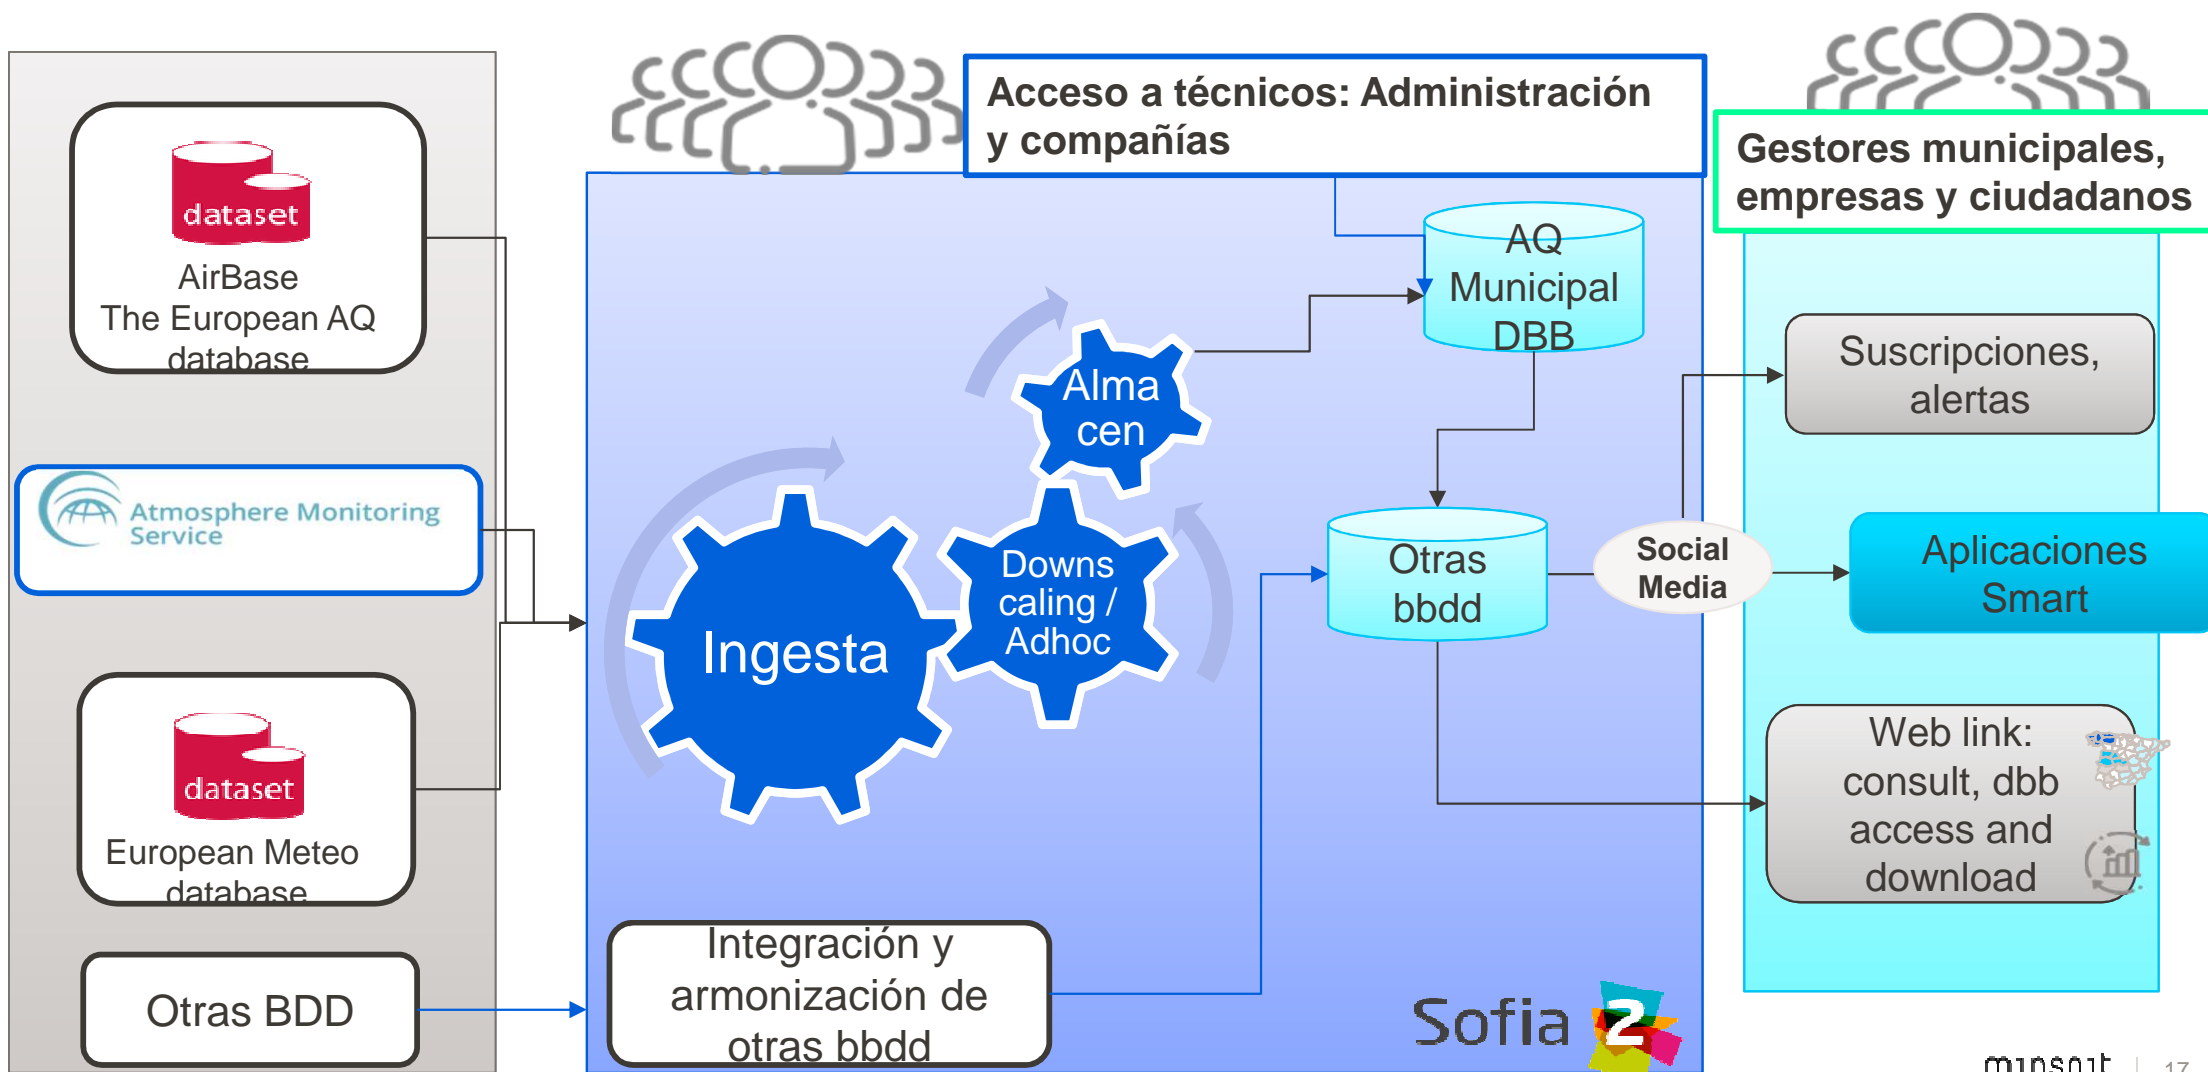 Acceso a técnicos: Administración
y compañías
Gestores municipales,
empresas y ciudadanos
dataset
AirBase
The European AQ
database
Atmosphere Monitoring
Service
dataset
European Meteo
database
Otras BDD
Ingesta
Downs
caling /
Adhoc
Alma
cen
AQ
Municipal
DBB
Otras
bbdd
Integración y
armonización de
otras bbdd
Sofia 2
Social
Media
Suscripciones,
alertas
Aplicaciones
Smart
Web link:
consult, dbb
access and
download
minsait
17